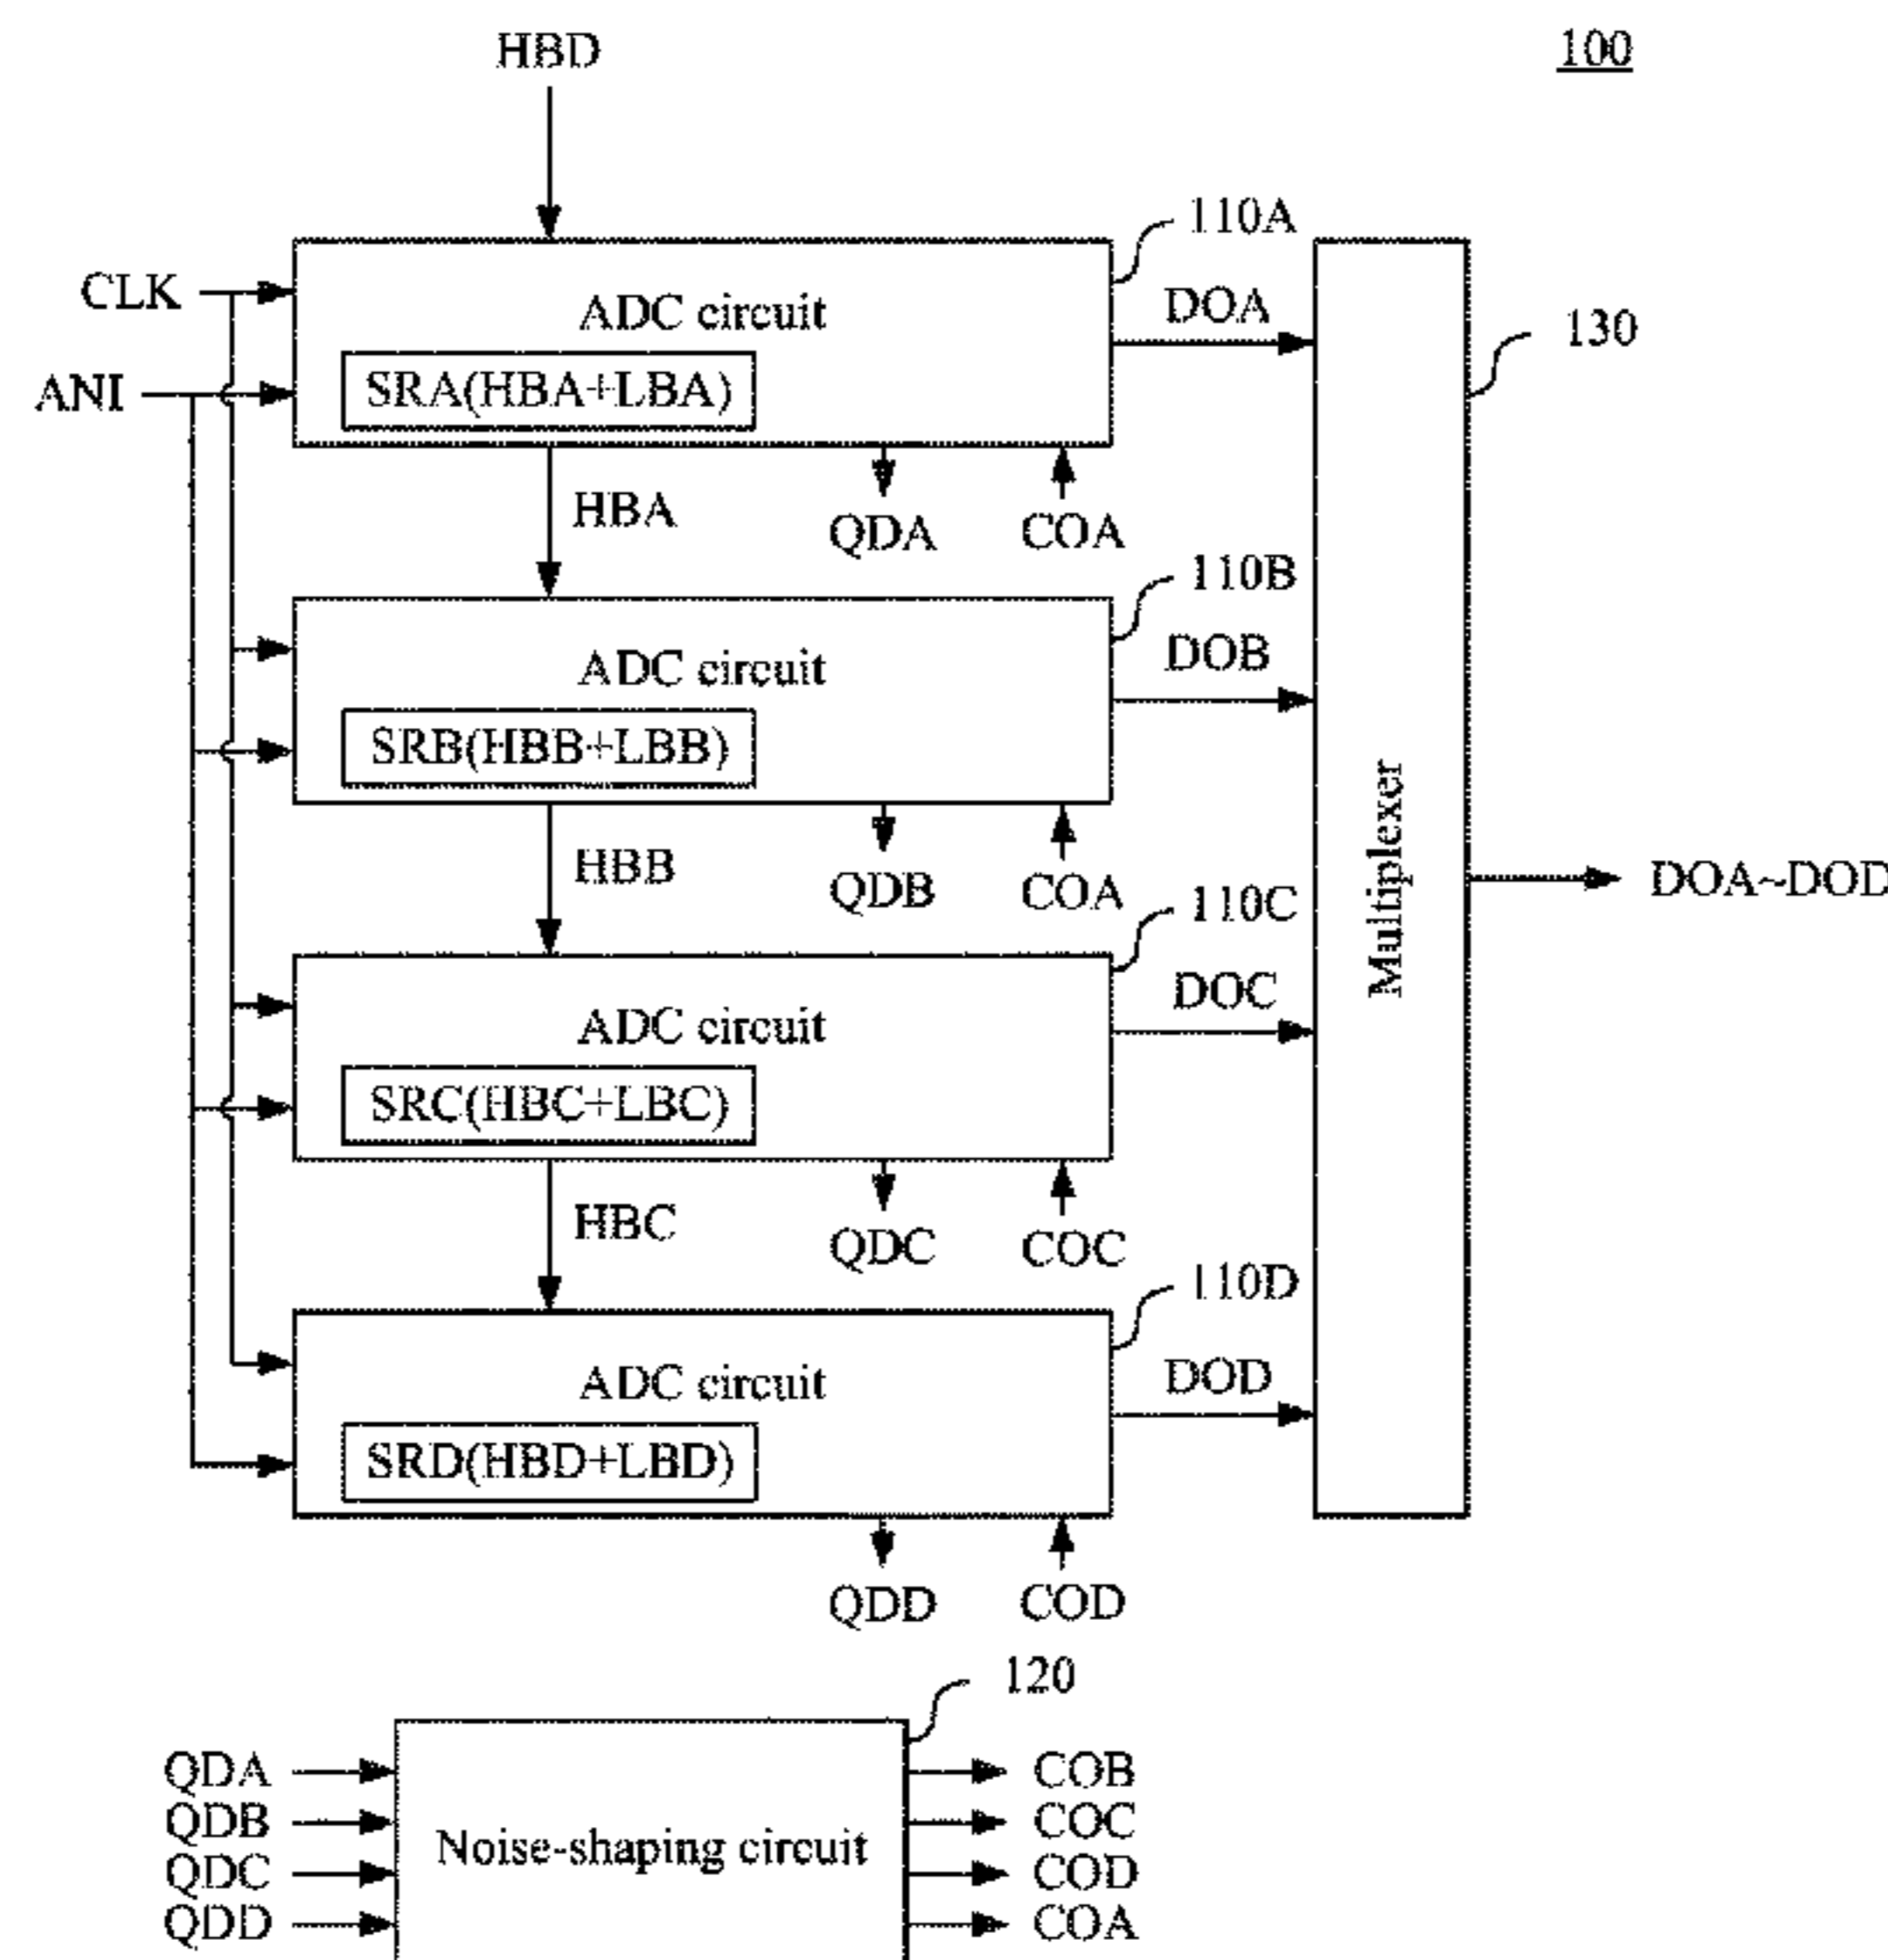 HBD
100
110A
CLK
ADC circuit
DOA
130
ANI
SRA(HBA+LBA)
HBA
QDA
COA
110B
ADC circuit
DOB
SRB(HBB+LBB)
Multiplexer
HBB
QDB
COA
DOA~DOD
110C
ADC circuit
DOC
SRC(HBC+LBC)
HBC
QDC
COC
110D
ADC circuit
DOD
SRD(HBD+LBD)
QDD
COD
120
QDA
QDB
QDC
QDD
Noise-shaping circuit
COB
COC
COD
COA